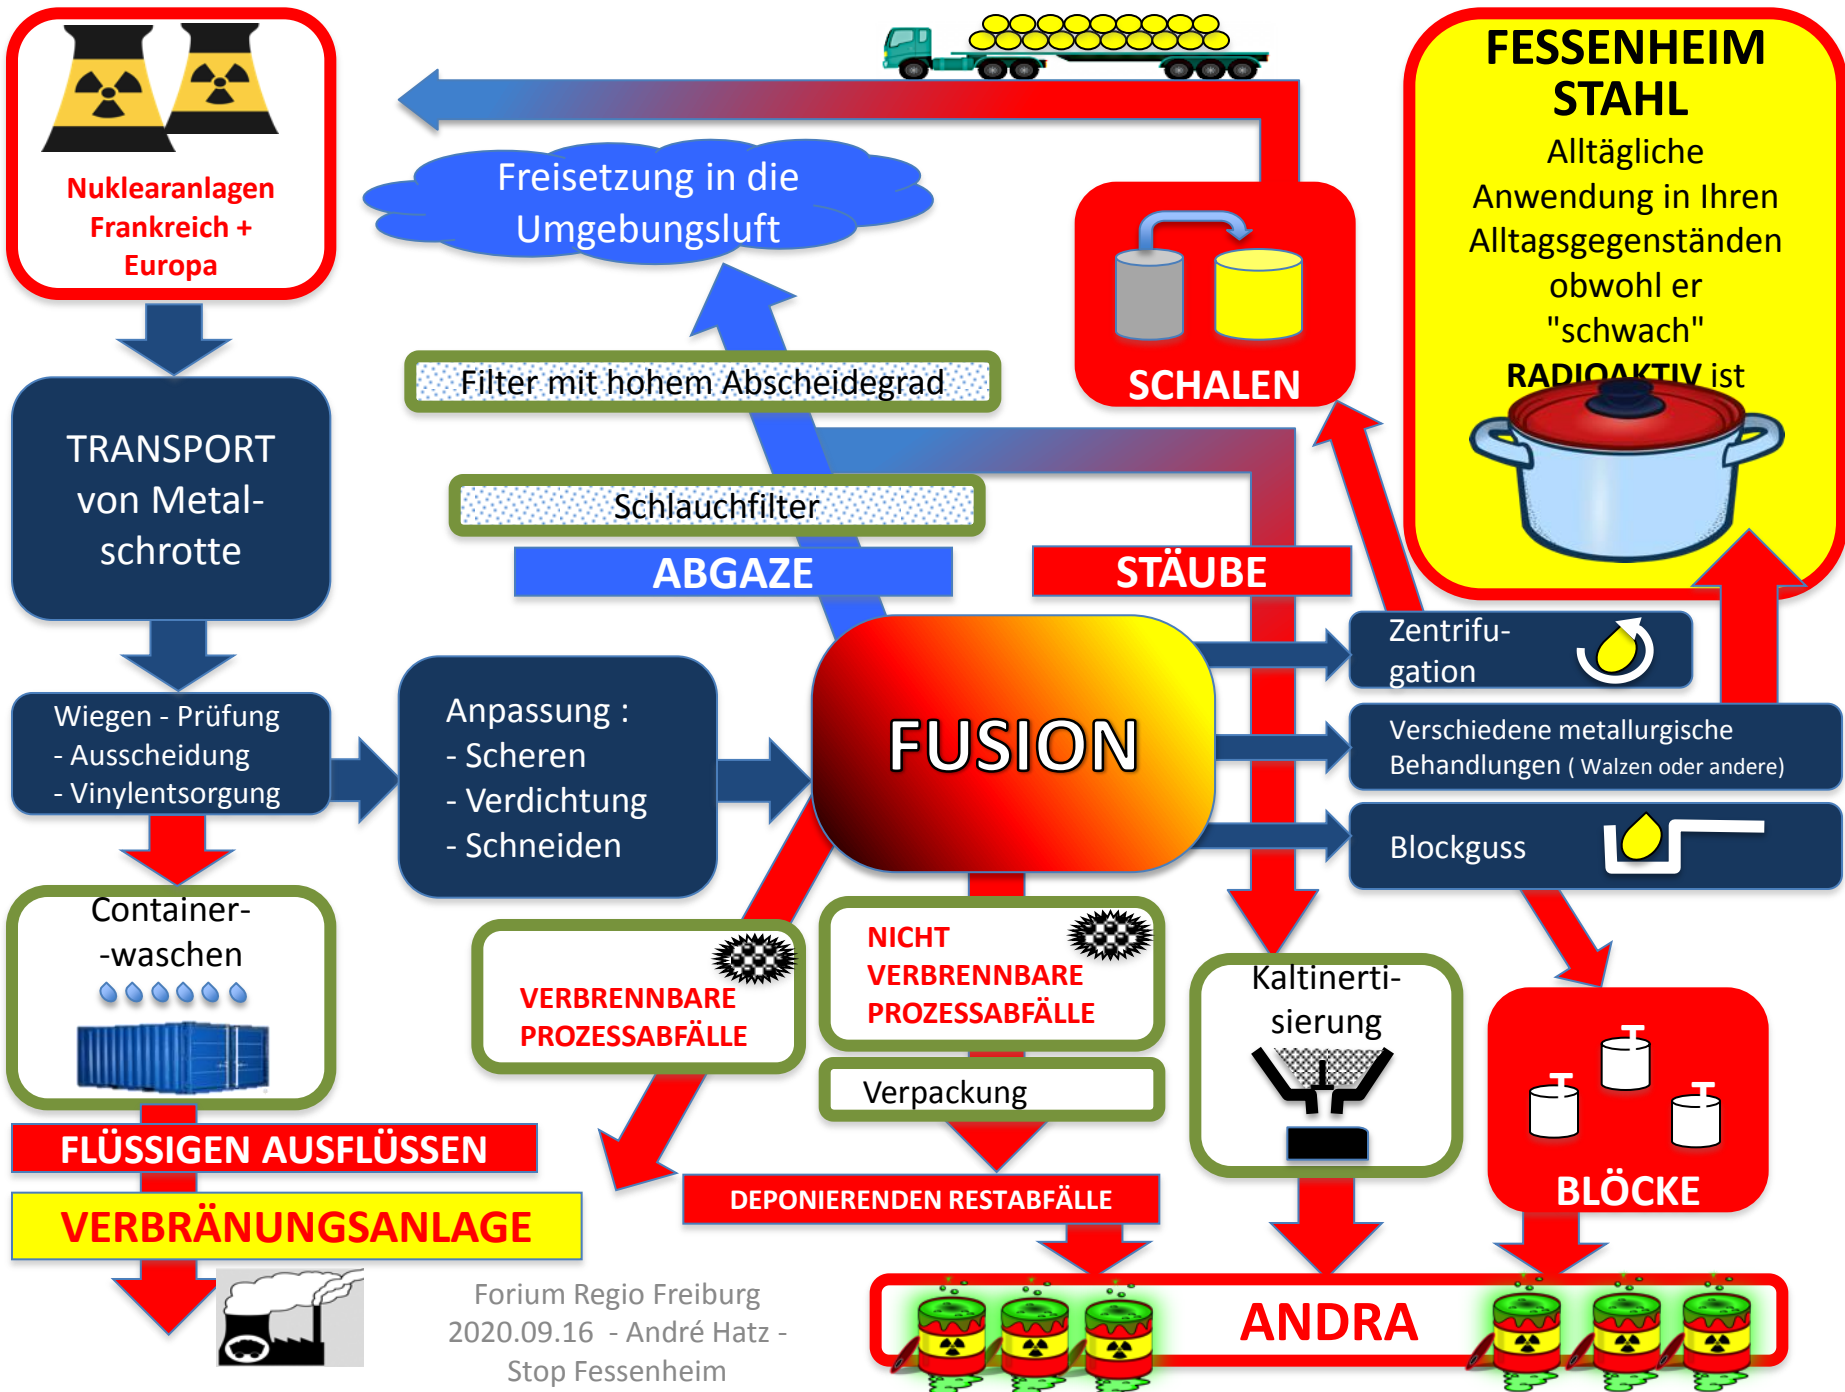 Nuklearanlagen
Frankreich +
Europa
TRANSPORT
von Metal-
schrotte
Wiegen - Prüfung
- Ausscheidung
- Vinylentsorgung
Container-
-waschen
FLÜSSIGEN AUSFLÜSSEN
VERBRÄNUNGSANLAGE
Freisetzung in die
Umgebungsluft
Filter mit hohem Abscheidegrad
Schlauchfilter
ABGAZE
STÄUBE
Anpassung :
- Scheren
- Verdichtung
- Schneiden
FUSION
VERBRENNBARE
PROZESSABFÄLLE
NICHT
VERBRENNBARE
PROZESSABFÄLLE
Verpackung
DEPONIERENDEN RESTABFÄLLE
SCHALEN
FESSENHEIM
STAHL
Alltägliche
Anwendung in Ihren
Alltagsgegenständen
obwohl er
"schwach"
RADIOAKTIV ist
Zentrifu-
gation
Verschiedene metallurgische
Behandlungen ( Walzen oder andere)
Blockguss
Kaltinerti-
sierung
BLÖCKE
ANDRA
Forium Regio Freiburg
2020.09.16 - André Hatz -
Stop Fessenheim